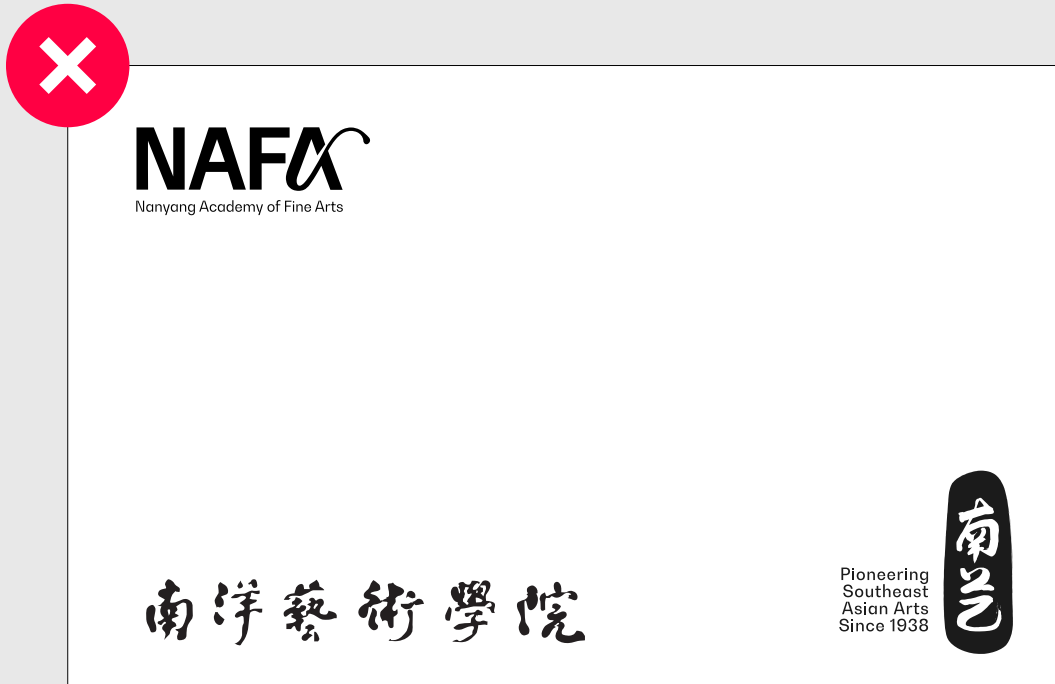 NAFA
Nanyang Academy of Fine Arts
南洋藝術學院
Pioneering
Southeast
Asian Arts
Since 1938
南艺